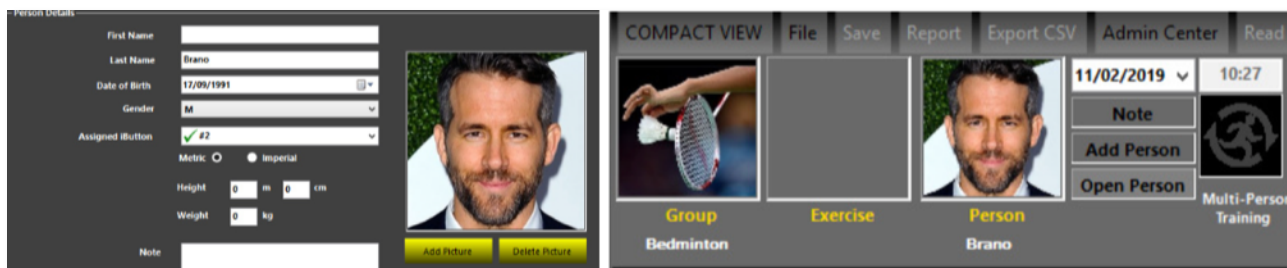 Person Details
First Name
Last Name Brano
Date of Birth 17/09/1991
Gender M
Assigned iButton #2
Metric Imperial
Height 0 m 0 cm
Weight 0 kg
Note
Add Picture Delete Picture
COMPACT VIEW File Save Report Export CSV Admin Center Read
11/02/2019 10:27
Note
Add Person
Open Person
Multi-Person
Training
Group Exercise Person
Bedminton Brano